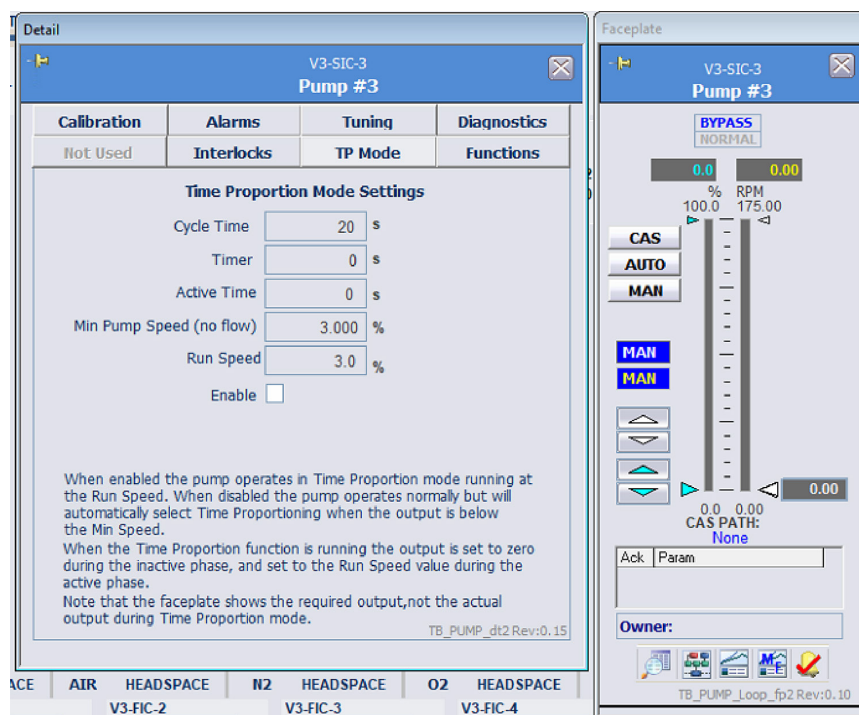 Detail
V3-SIC-3
Pump #3
Calibration Alarms Tuning Diagnostics
Not Used Interlocks TP Mode Functions
Time Proportion Mode Settings
Cycle Time 20 s
Timer 0 s
Active Time 0 s
Min Pump Speed (no flow) 3.000 %
Run Speed 3.0 %
Enable
When enabled the pump operates in Time Proportion mode running at
the Run Speed. When disabled the pump operates normally but will
automatically select Time Proportioning when the output is below
the Min Speed.
When the Time Proportion function is running the output is set to zero
during the inactive phase, and set to the Run Speed value during the
active phase.
Note that the faceplate shows the required output,not the actual
output during Time Proportion mode.
TB_PUMP_dt2 Rev:0.15
Faceplate
V3-SIC-3
Pump #3
BYPASS
NORMAL
0.0 0.00
% RPM
100.0 175.00
CAS
AUTO
MAN
MAN
MAN
0.00
0.0 0.00
CAS PATH:
None
Ack Param
Owner:
TB_PUMP_Loop_fp2 Rev:0.10
ACE AIR HEADSPACE N2 HEADSPACE O2 HEADSPACE
V3-FIC-2 V3-FIC-3 V3-FIC-4